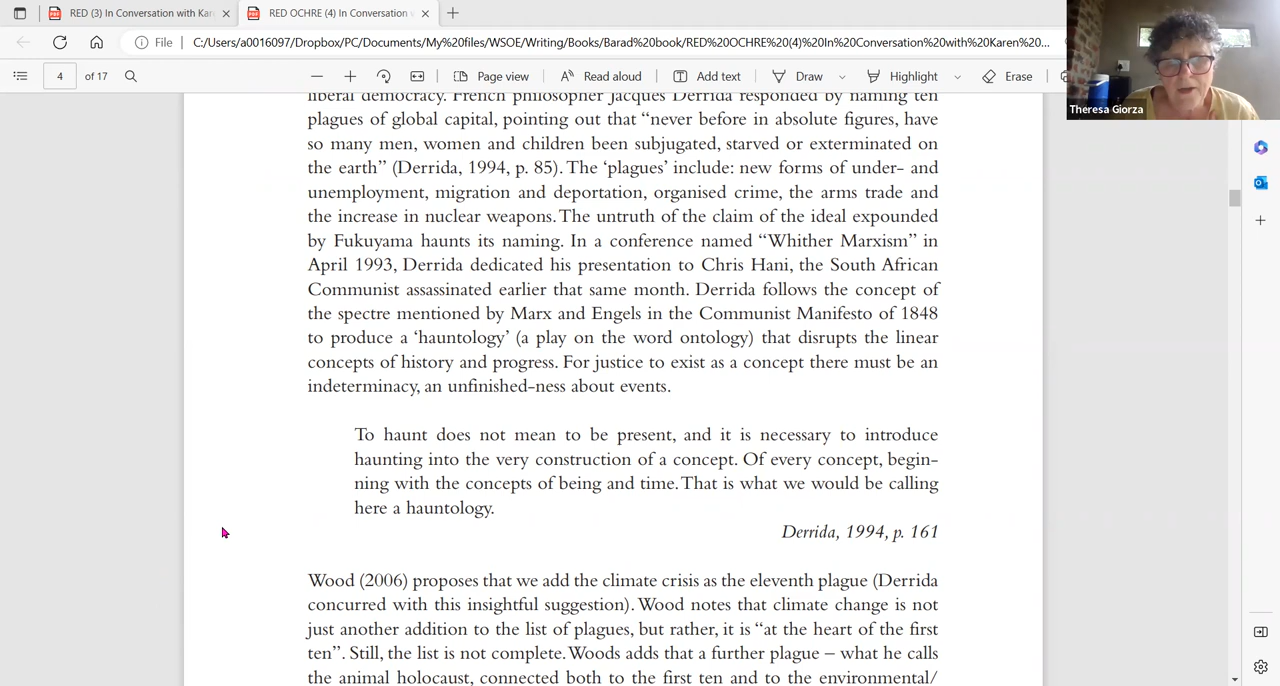 RED (3) In Conversation with Kar
RED OCHRE (4) In Conversation
File
C:/Users/a0016097/Dropbox/PC/Documents/My%20files/WSOE/Writing/Books/Barad%20book/RED%20OCHRE%20(4)%20In%20Conversation%20with%20Karen%20...
4 of 17
Page view
Read aloud
Add text
Draw
Highlight
Erase
Theresa Giorza
liberal democracy. French philosopher Jacques Derrida responded by naming ten
plagues of global capital, pointing out that “never before in absolute figures, have
so many men, women and children been subjugated, starved or exterminated on
the earth” (Derrida, 1994, p. 85). The ‘plagues’ include: new forms of under- and
unemployment, migration and deportation, organised crime, the arms trade and
the increase in nuclear weapons. The untruth of the claim of the ideal expounded
by Fukuyama haunts its naming. In a conference named “Whither Marxism” in
April 1993, Derrida dedicated his presentation to Chris Hani, the South African
Communist assassinated earlier that same month. Derrida follows the concept of
the spectre mentioned by Marx and Engels in the Communist Manifesto of 1848
to produce a ‘hauntology’ (a play on the word ontology) that disrupts the linear
concepts of history and progress. For justice to exist as a concept there must be an
indeterminacy, an unfinished-ness about events.
To haunt does not mean to be present, and it is necessary to introduce
haunting into the very construction of a concept. Of every concept, begin-
ning with the concepts of being and time. That is what we would be calling
here a hauntology.
Derrida, 1994, p. 161
Wood (2006) proposes that we add the climate crisis as the eleventh plague (Derrida
concurred with this insightful suggestion). Wood notes that climate change is not
just another addition to the list of plagues, but rather, it is “at the heart of the first
ten”. Still, the list is not complete. Woods adds that a further plague – what he calls
the animal holocaust, connected both to the first ten and to the environmental/